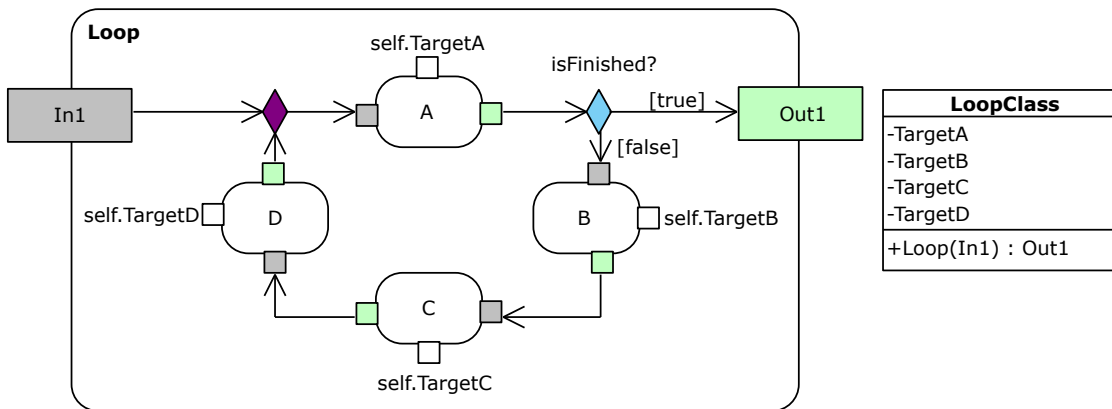 Loop
self.TargetA
isFinished?
In1
A
[true]
Out1
[false]
self.TargetD
D
B
self.TargetB
C
self.TargetC
LoopClass
-TargetA
-TargetB
-TargetC
-TargetD
+Loop(In1) : Out1